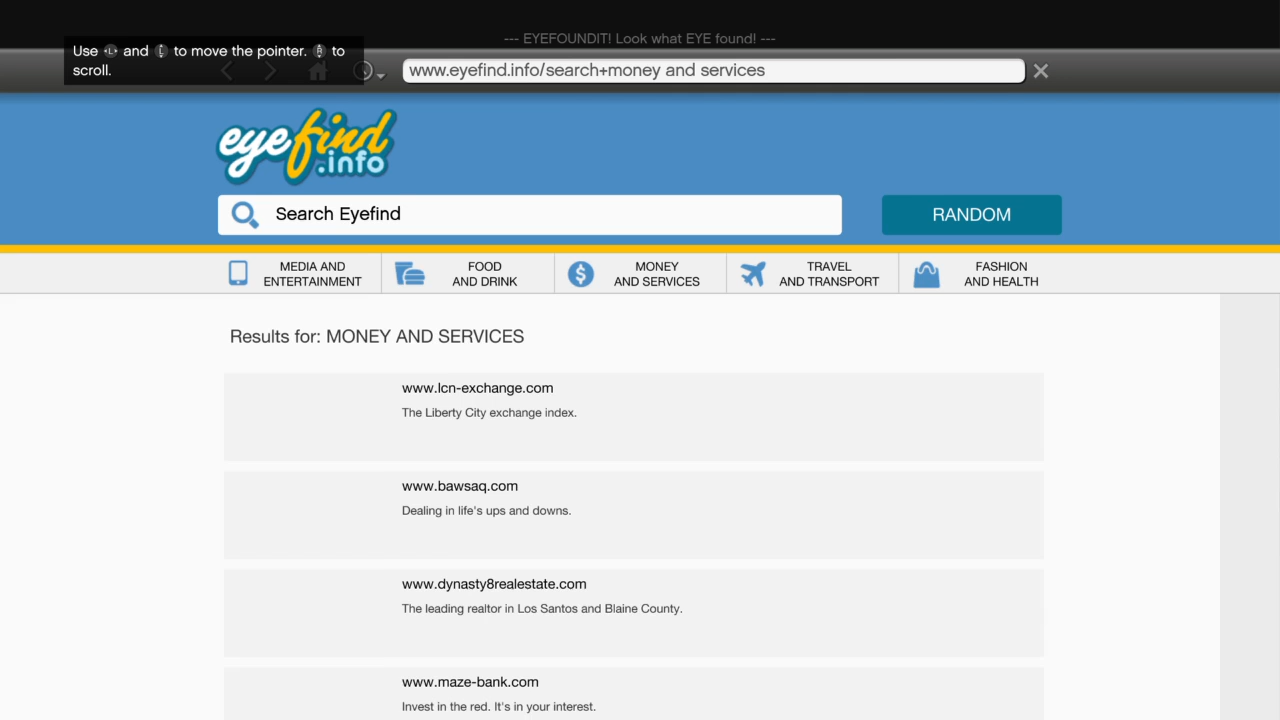 --- EYEFOUNDIT! Look what EYE found! ---
Use L and L to move the pointer. R to
scroll.
www.eyefind.info/search+money and services
eyefind
.info
Search Eyefind
RANDOM
MEDIA AND
ENTERTAINMENT
FOOD
AND DRINK
MONEY
AND SERVICES
TRAVEL
AND TRANSPORT
FASHION
AND HEALTH
Results for: MONEY AND SERVICES
www.lcn-exchange.com
The Liberty City exchange index.
www.bawsaq.com
Dealing in life's ups and downs.
www.dynasty8realestate.com
The leading realtor in Los Santos and Blaine County.
www.maze-bank.com
Invest in the red. It's in your interest.